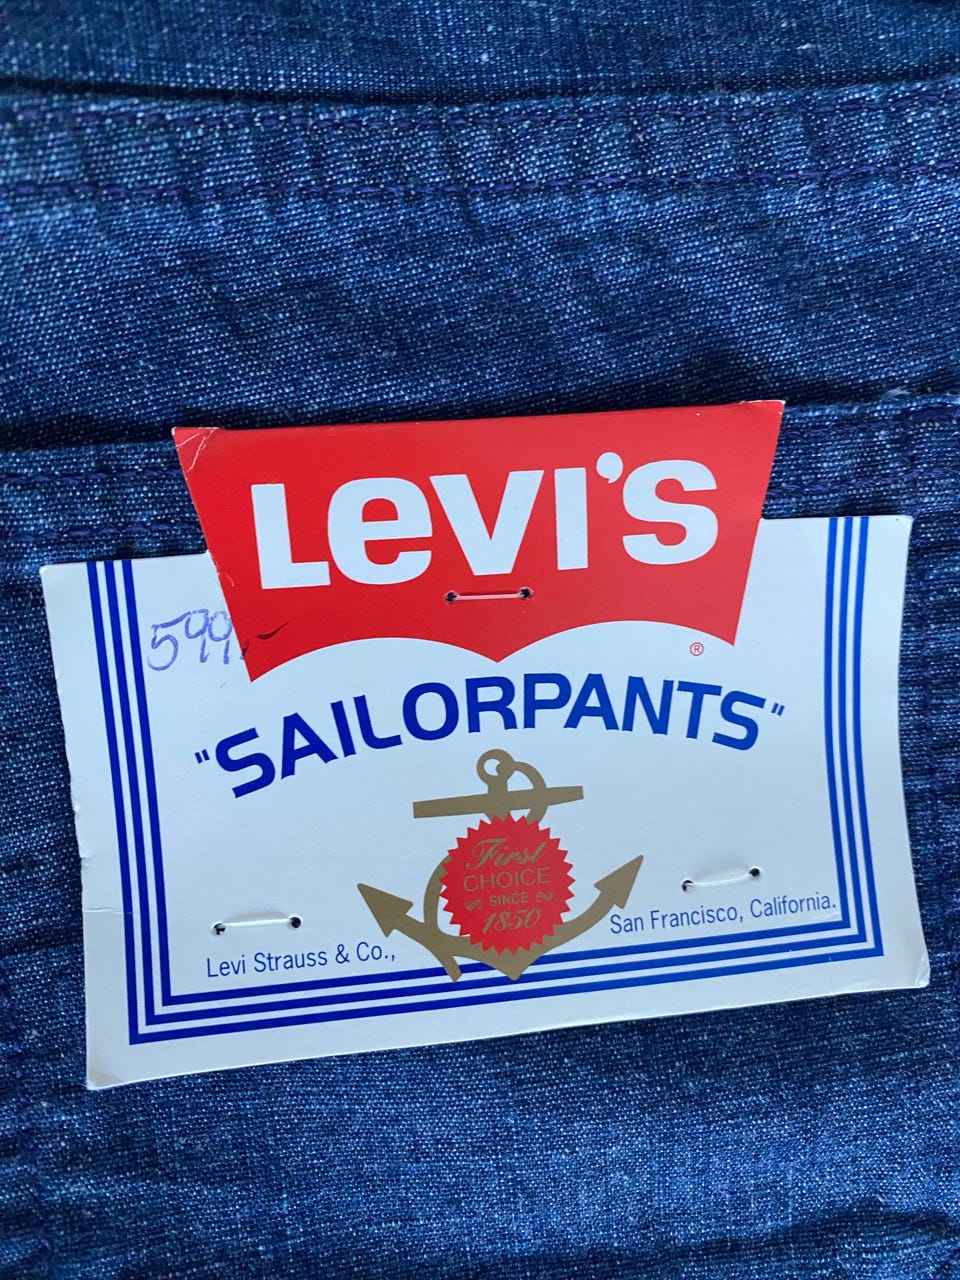 LEVI'S
®
599,-
"SAILORPANTS"
First
CHOICE
SINCE
1850
Levi Strauss & Co.,
San Francisco, California.